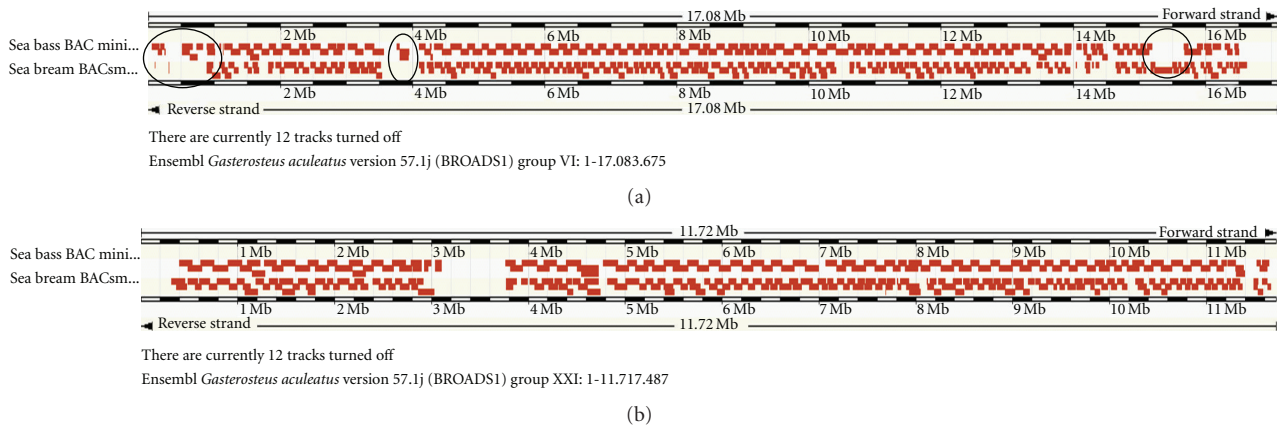 17.08 Mb Forward strand
2 Mb 4 Mb 6 Mb 8 Mb 10 Mb 12 Mb 14 Mb 16 Mb
Sea bass BAC mini...
Sea bream BACsm...
2 Mb 4 Mb 6 Mb 8 Mb 10 Mb 12 Mb 14 Mb 16 Mb
Reverse strand 17.08 Mb
There are currently 12 tracks turned off
Ensembl Gasterosteus aculeatus version 57.1j (BROADS1) group VI: 1-17.083.675
(a)
11.72 Mb Forward strand
1 Mb 2 Mb 3 Mb 4 Mb 5 Mb 6 Mb 7 Mb 8 Mb 9 Mb 10 Mb 11 Mb
Sea bass BAC mini...
Sea bream BACsm...
1 Mb 2 Mb 3 Mb 4 Mb 5 Mb 6 Mb 7 Mb 8 Mb 9 Mb 10 Mb 11 Mb
Reverse strand 11.72 Mb
There are currently 12 tracks turned off
Ensembl Gasterosteus aculeatus version 57.1j (BROADS1) group XXI: 1-11.717.487
(b)